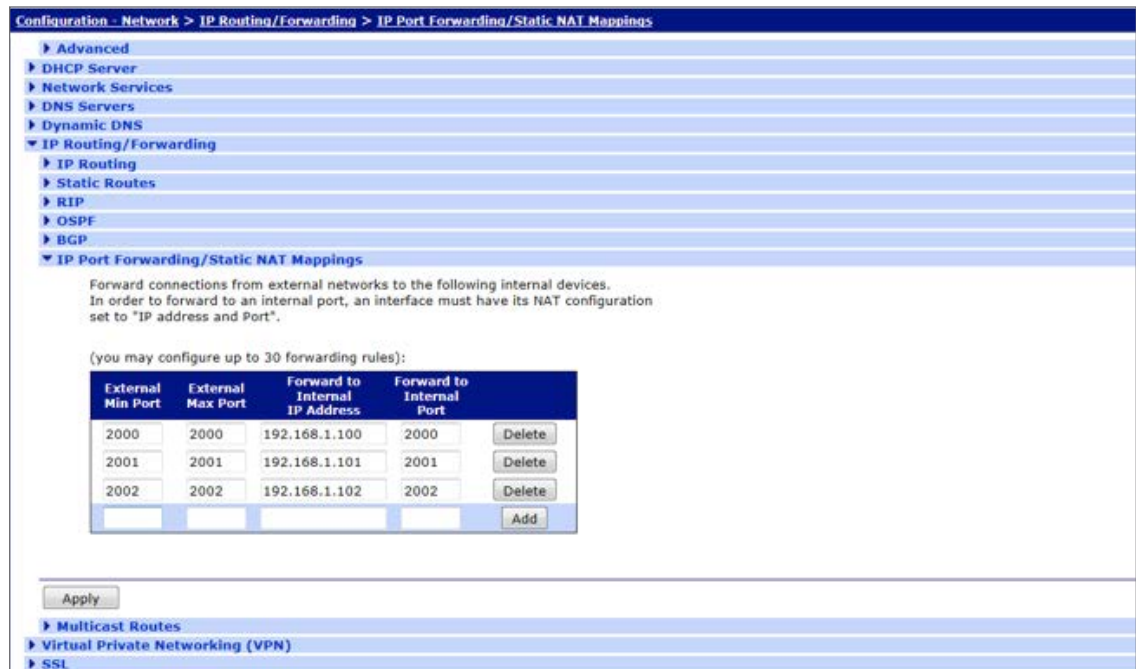 Configuration - Network > IP Routing/Forwarding > IP Port Forwarding/Static NAT Mappings
Advanced
DHCP Server
Network Services
DNS Servers
Dynamic DNS
IP Routing/Forwarding
IP Routing
Static Routes
RIP
OSPF
BGP
IP Port Forwarding/Static NAT Mappings
Forward connections from external networks to the following internal devices.
In order to forward to an internal port, an interface must have its NAT configuration
set to "IP address and Port".
(you may configure up to 30 forwarding rules):
External Min Port External Max Port Forward to Internal IP Address Forward to Internal Port
2000 2000 192.168.1.100 2000 Delete
2001 2001 192.168.1.101 2001 Delete
2002 2002 192.168.1.102 2002 Delete
Add
Apply
Multicast Routes
Virtual Private Networking (VPN)
SSL